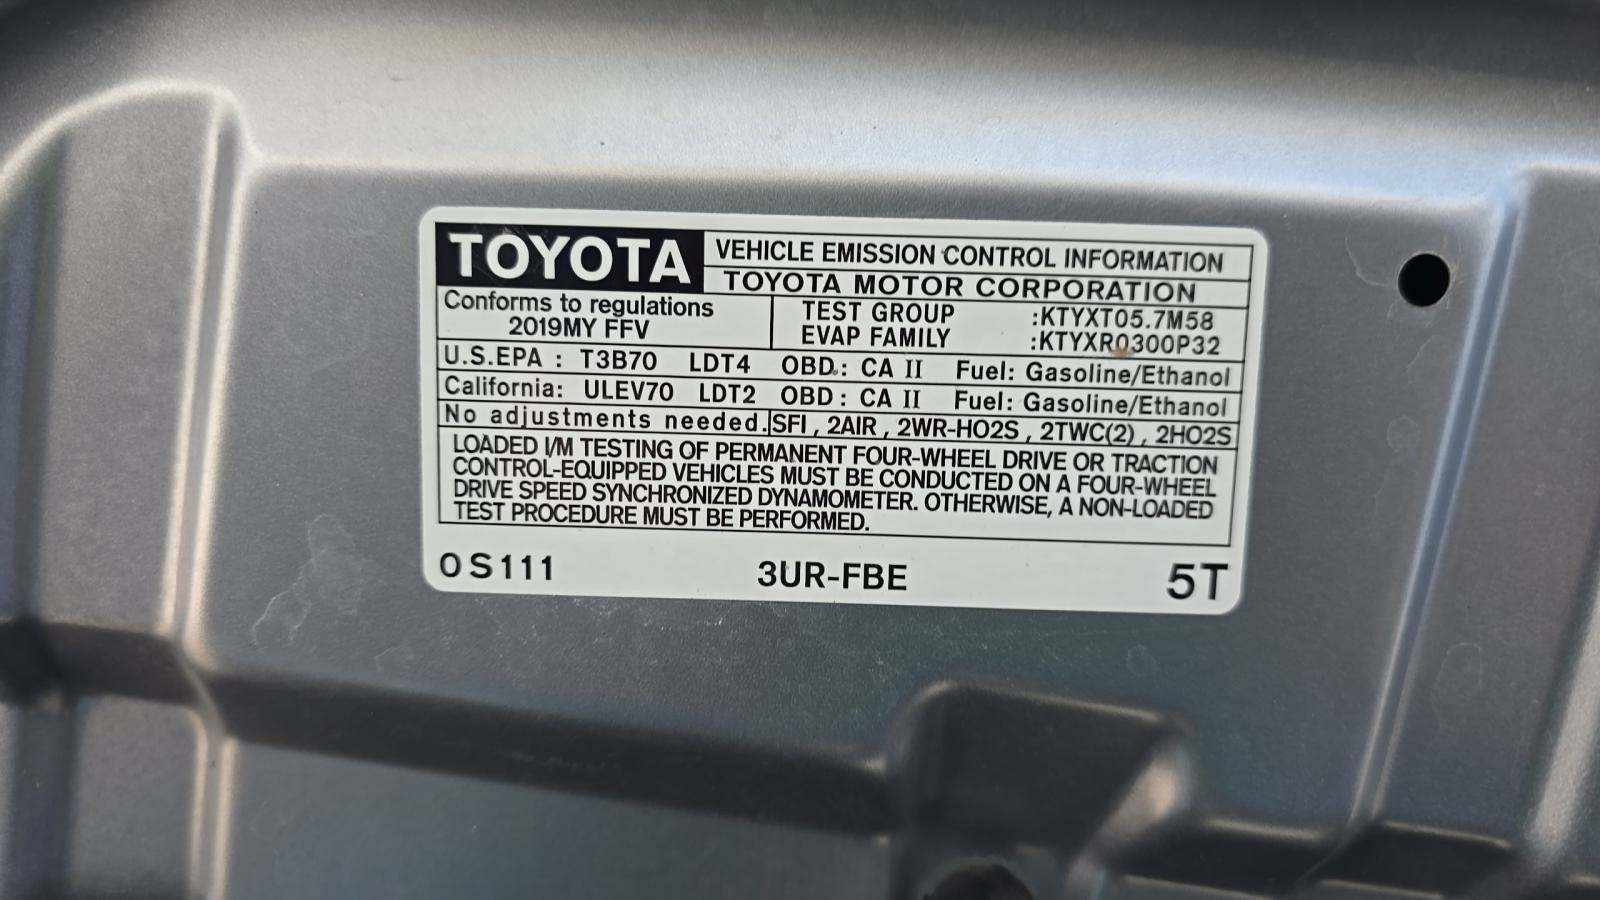 TOYOTA VEHICLE EMISSION CONTROL INFORMATION
TOYOTA MOTOR CORPORATION
Conforms to regulations
2019MY FFV
TEST GROUP :KTYXT05.7M58
EVAP FAMILY :KTYXR0300P32
U.S.EPA : T3B70 LDT4 OBD: CA II Fuel: Gasoline/Ethanol
California: ULEV70 LDT2 OBD: CA II Fuel: Gasoline/Ethanol
No adjustments needed. SFI, 2AIR, 2WR-HO2S, 2TWC(2), 2HO2S
LOADED I/M TESTING OF PERMANENT FOUR-WHEEL DRIVE OR TRACTION
CONTROL-EQUIPPED VEHICLES MUST BE CONDUCTED ON A FOUR-WHEEL
DRIVE SPEED SYNCHRONIZED DYNAMOMETER. OTHERWISE, A NON-LOADED
TEST PROCEDURE MUST BE PERFORMED.
0S111 3UR-FBE 5T